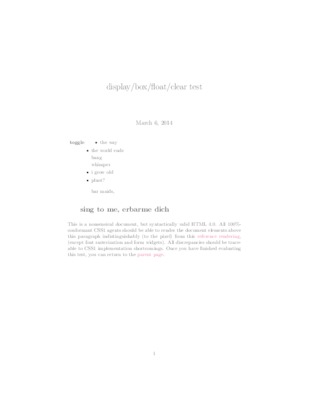 display/box/float/clear test
March 6, 2014
toggle • the way
• the world ends
bang
whimper
• i grow old
• pluot?
bar maids,
sing to me, erbarme dich
This is a nonsensical document, but syntactically valid HTML 4.0. All 100%-
conformant CSS1 agents should be able to render the document elements above
this paragraph indistinguishably (to the pixel) from this reference rendering,
(except font rasterization and form widgets). All discrepancies should be trace-
able to CSS1 implementation shortcomings. Once you have finished evaluating
this test, you can return to the parent page.
1